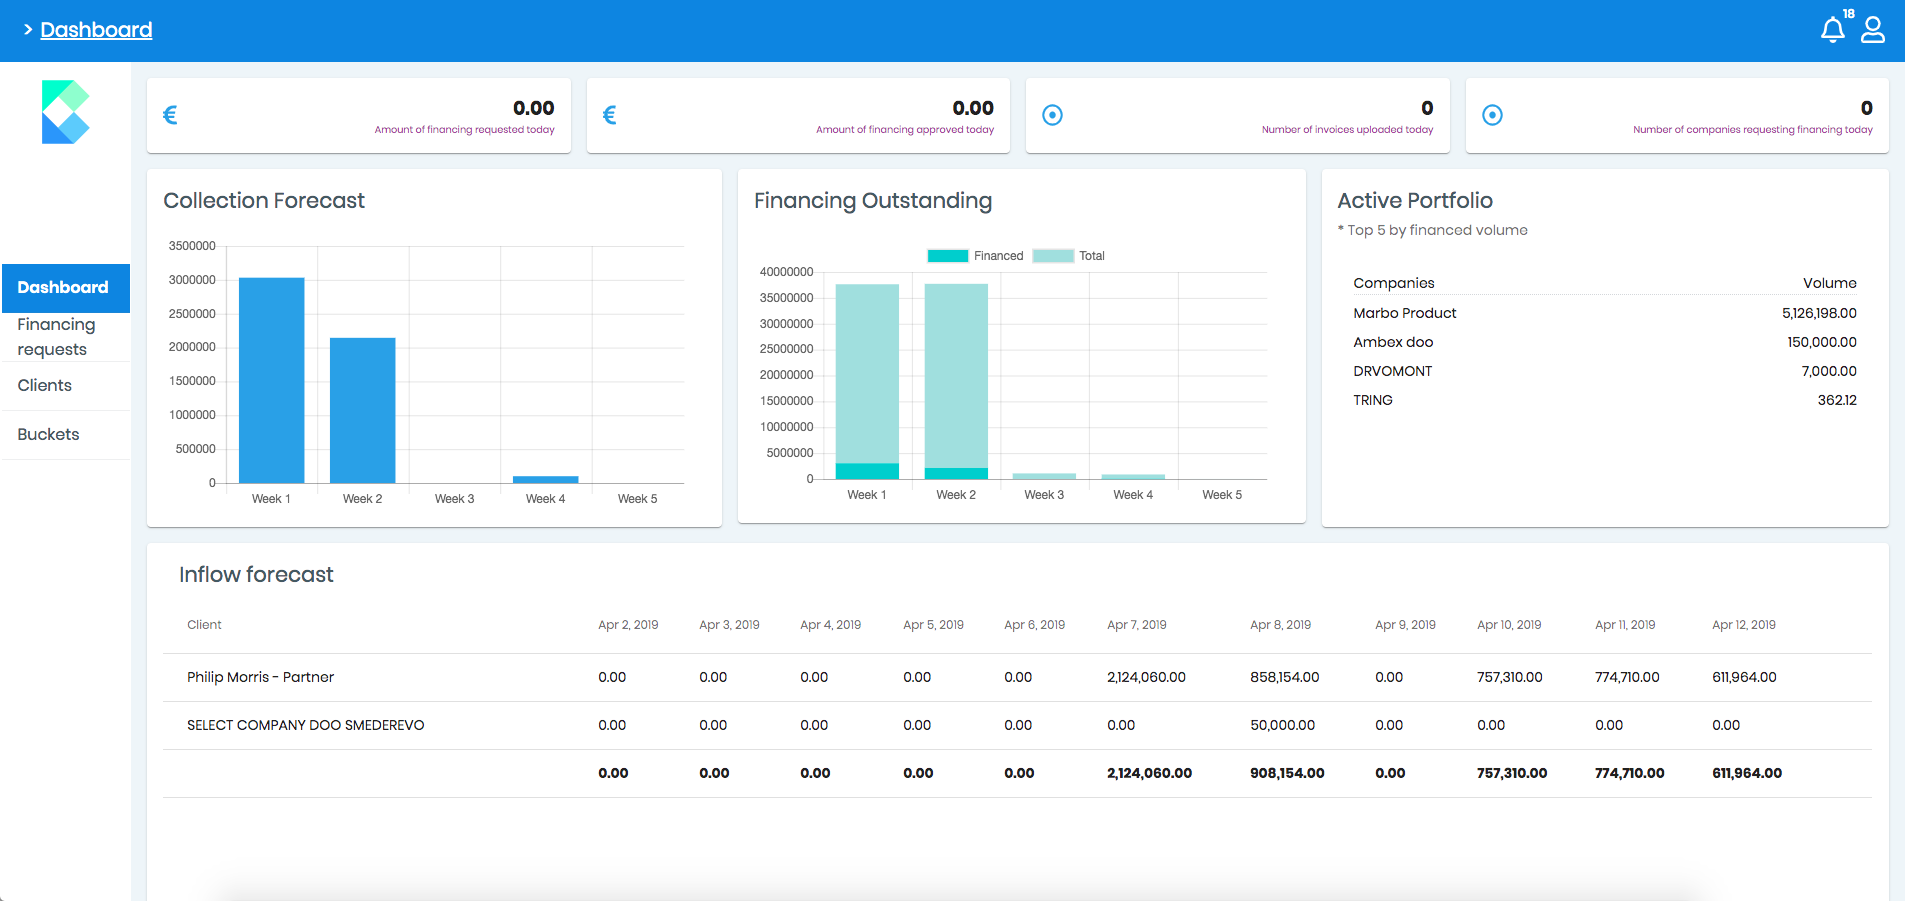 > Dashboard
18
0.00
Amount of financing requested today
0.00
Amount of financing approved today
0
Number of invoices uploaded today
0
Number of companies requesting financing today
Dashboard
Financing
requests
Clients
Buckets
Collection Forecast
3500000
3000000
2500000
2000000
1500000
1000000
500000
0
Week 1 Week 2 Week 3 Week 4 Week 5
Financing Outstanding
Financed Total
40000000
35000000
30000000
25000000
20000000
15000000
10000000
5000000
0
Week 1 Week 2 Week 3 Week 4 Week 5
Active Portfolio
* Top 5 by financed volume
Companies Volume
Marbo Product 5,126,198.00
Ambex doo 150,000.00
DRVOMONT 7,000.00
TRING 362.12
Inflow forecast
Client Apr 2, 2019 Apr 3, 2019 Apr 4, 2019 Apr 5, 2019 Apr 6, 2019 Apr 7, 2019 Apr 8, 2019 Apr 9, 2019 Apr 10, 2019 Apr 11, 2019 Apr 12, 2019
Philip Morris - Partner 0.00 0.00 0.00 0.00 0.00 2,124,060.00 858,154.00 0.00 757,310.00 774,710.00 611,964.00
SELECT COMPANY DOO SMEDEREVO 0.00 0.00 0.00 0.00 0.00 0.00 50,000.00 0.00 0.00 0.00 0.00
0.00 0.00 0.00 0.00 0.00 2,124,060.00 908,154.00 0.00 757,310.00 774,710.00 611,964.00